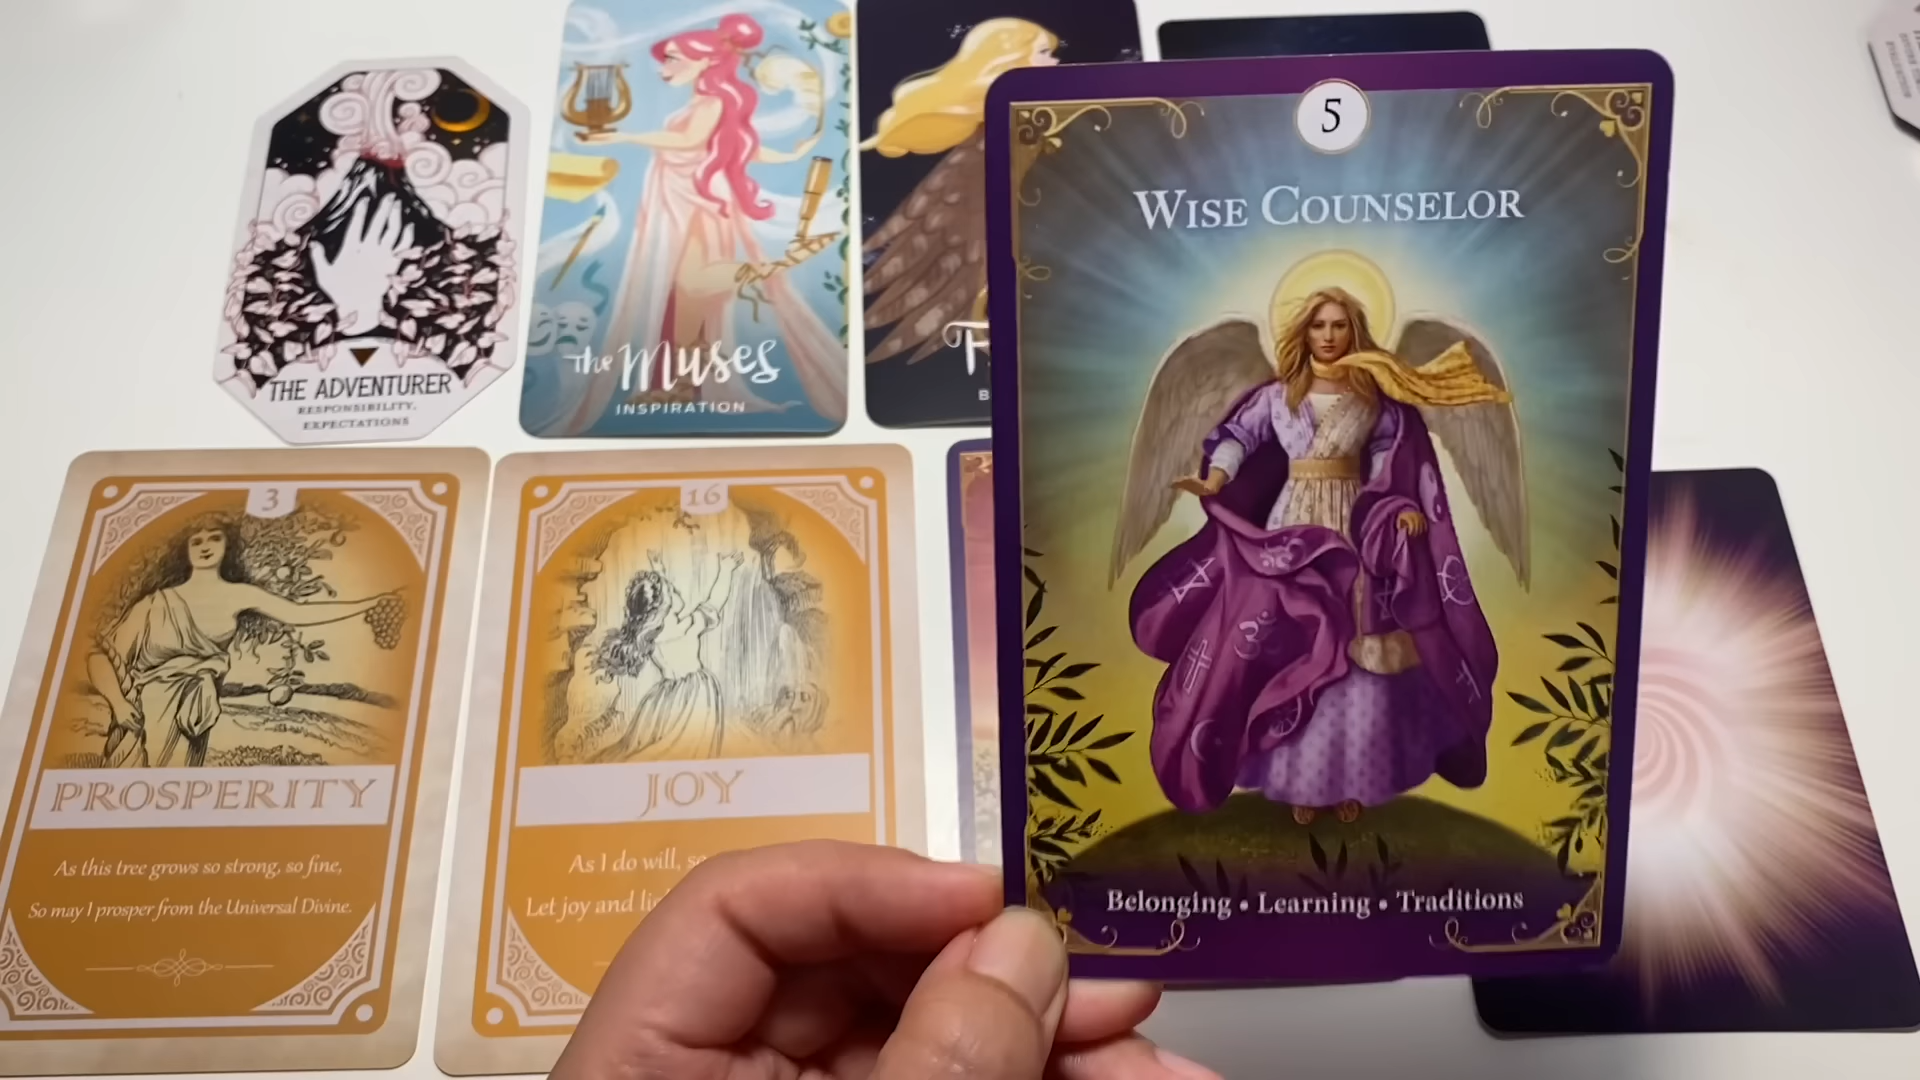 THE ADVENTURER
RESPONSIBILITY,
EXPECTATIONS
The Muses
INSPIRATION
5
WISE COUNSELOR
Belonging • Learning • Traditions
3
PROSPERITY
As this tree grows so strong, so fine,
So may I prosper from the Universal Divine.
16
JOY
As I do will,
Let joy and